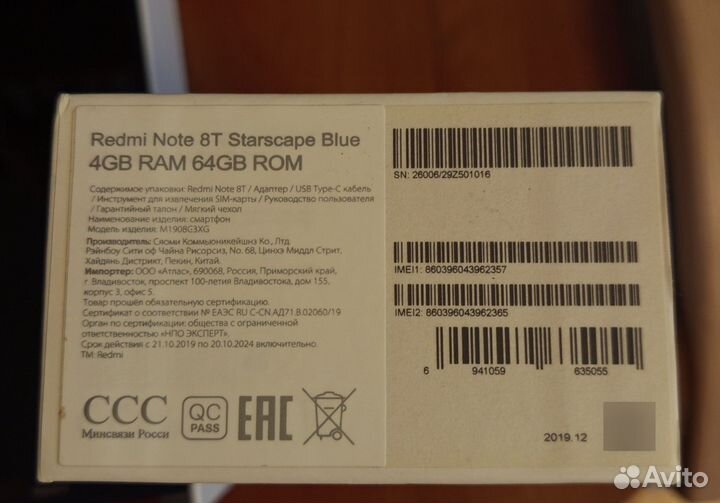 Redmi Note 8T Starscape Blue
4GB RAM 64GB ROM
Содержимое упаковки: Redmi Note 8T / Адаптер / USB Type-C кабель
/ Инструмент для извлечения SIM-карты / Руководство пользователя
/ Гарантийный талон / Мягкий чехол
Наименование изделия: смартфон
Модель изделия: M1908C3XG
Производитель: Сяоми Коммьюникейшнз Ко., Лтд.
Рэйнбоу Сити оф Чайна Рисорсиз, No. 68, Цинхэ Миддл Стрит,
Хайдянь Дистрикт, Пекин, Китай.
Импортер: ООО «Атлас», 690068, Россия, Приморский край,
г. Владивосток, проспект 100-летия Владивостока, дом 155,
корпус 3, офис 5.
Товар прошёл обязательную сертификацию.
Сертификат о соответствии № ЕАЭС RU С-CN.АД71.В.02060/19
Орган по сертификации: общества с ограниченной
ответственностью «НПО ЭКСПЕРТ».
Срок действия с 21.10.2019 по 20.10.2024 включительно.
TM: Redmi
ССС
Минсвязи Росси
QC
PASS
EAC
SN: 26006/29Z501016
IMEI1: 860396043962357
IMEI2: 860396043962365
6 941059 635055
2019.12
Avito